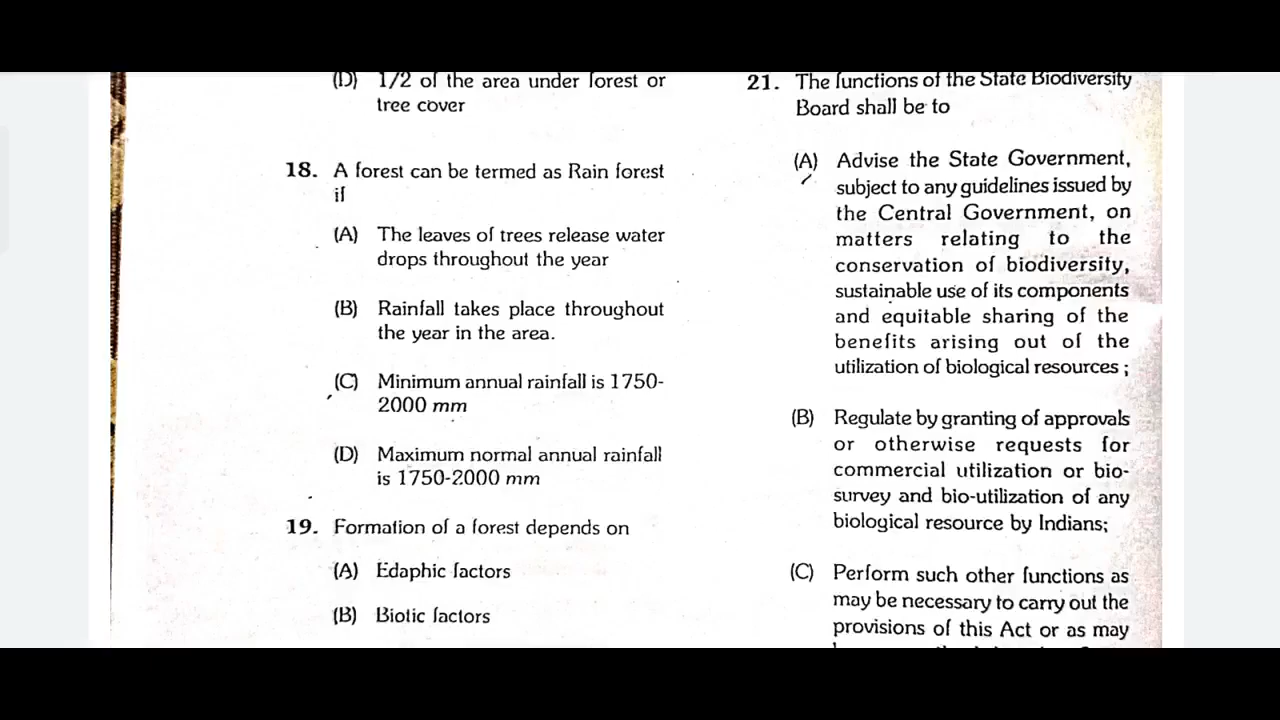 (D) 1/2 of the area under forest or
tree cover
18. A forest can be termed as Rain forest
if
(A) The leaves of trees release water
drops throughout the year
(B) Rainfall takes place throughout
the year in the area.
(C) Minimum annual rainfall is 1750-
2000 mm
(D) Maximum normal annual rainfall
is 1750-2000 mm
19. Formation of a forest depends on
(A) Edaphic factors
(B) Biotic factors
21. The functions of the State Biodiversity
Board shall be to
(A) Advise the State Government,
subject to any guidelines issued by
the Central Government, on
matters relating to the
conservation of biodiversity,
sustainable use of its components
and equitable sharing of the
benefits arising out of the
utilization of biological resources ;
(B) Regulate by granting of approvals
or otherwise requests for
commercial utilization or bio-
survey and bio-utilization of any
biological resource by Indians;
(C) Perform such other functions as
may be necessary to carry out the
provisions of this Act or as may